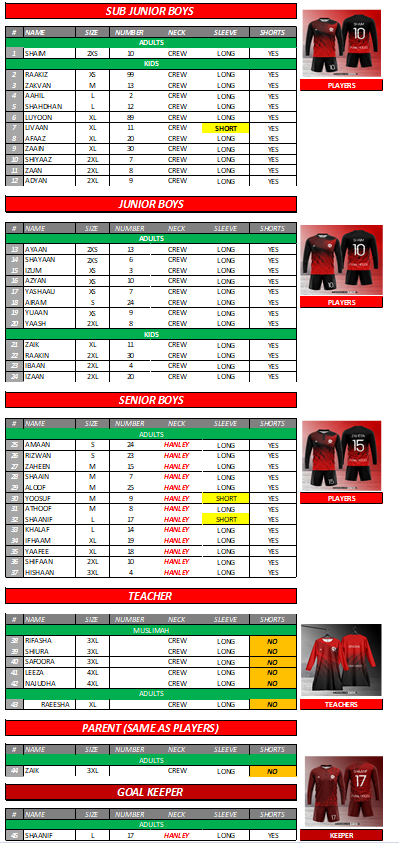 SUB JUNIOR BOYS
# NAME SIZE NUMBER NECK SLEEVE SHORTS
ADULTS
1 SHAIM 2XS 10 CREW LONG YES
KIDS
2 RAAKIZ XS 99 CREW LONG YES
3 ZAKVAN M 13 CREW LONG YES
4 AAHIL L 2 CREW LONG YES
5 SHAHDHAN L 12 CREW LONG YES
6 LUYOON XL 89 CREW LONG YES
7 LIVAAN XL 11 CREW SHORT YES
8 AFAAZ XL 20 CREW LONG YES
9 ZAAIN XL 30 CREW LONG YES
10 SHIYAAZ 2XL 7 CREW LONG YES
11 ZAAN 2XL 8 CREW LONG YES
12 ADYAN 2XL 9 CREW LONG YES
SHAIM
10
PLAYERS
JUNIOR BOYS
# NAME SIZE NUMBER NECK SLEEVE SHORTS
ADULTS
13 AYAAN 2XS 13 CREW LONG YES
14 SHAYAAN 2XS 6 CREW LONG YES
15 IZUM XS 3 CREW LONG YES
16 AZYAN XS 10 CREW LONG YES
17 YASHAAU XS 7 CREW LONG YES
18 AIRAM S 24 CREW LONG YES
19 YUAAN XS 9 CREW LONG YES
20 YAASH 2XL 8 CREW LONG YES
KIDS
21 ZAIK XL 11 CREW LONG YES
22 RAAKIN 2XL 30 CREW LONG YES
23 IBAAN 2XL 4 CREW LONG YES
24 IZAAN 2XL 20 CREW LONG YES
SHAIM
10
10
PLAYERS
SENIOR BOYS
# NAME SIZE NUMBER NECK SLEEVE SHORTS
ADULTS
25 AMAAN S 24 HANLEY LONG YES
26 RIZWAN S 23 HANLEY LONG YES
27 ZAHEEN M 15 HANLEY LONG YES
28 SHAAIN M 7 HANLEY LONG YES
29 ALOOF M 25 HANLEY LONG YES
30 YOOSUF M 9 HANLEY SHORT YES
31 ATHOOF M 8 HANLEY LONG YES
32 SHAANIF L 17 HANLEY SHORT YES
33 KHALAF L 14 HANLEY LONG YES
34 IFHAAM XL 19 HANLEY LONG YES
35 YAAFEE XL 18 HANLEY LONG YES
36 SHIFAAN 2XL 10 HANLEY LONG YES
37 HISHAAN 3XL 4 HANLEY LONG YES
ZAHEEN
15
15
PLAYERS
TEACHER
# NAME SIZE NUMBER NECK SLEEVE SHORTS
MUSLIMAH
38 RIFASHA 3XL CREW LONG NO
39 SHIURA 3XL CREW LONG NO
40 SAFOORA 3XL CREW LONG NO
41 LEEZA 4XL CREW LONG NO
42 NAJUDHA 4XL CREW LONG NO
ADULTS
43 RAEESHA XL CREW LONG NO
TEACHERS
PARENT (SAME AS PLAYERS)
# NAME SIZE NUMBER NECK SLEEVE SHORTS
ADULTS
44 ZAIK 3XL CREW LONG NO
GOAL KEEPER
# NAME SIZE NUMBER NECK SLEEVE SHORTS
ADULTS
45 SHAANIF L 17 HANLEY LONG YES
SHAANIF
17
17
KEEPER